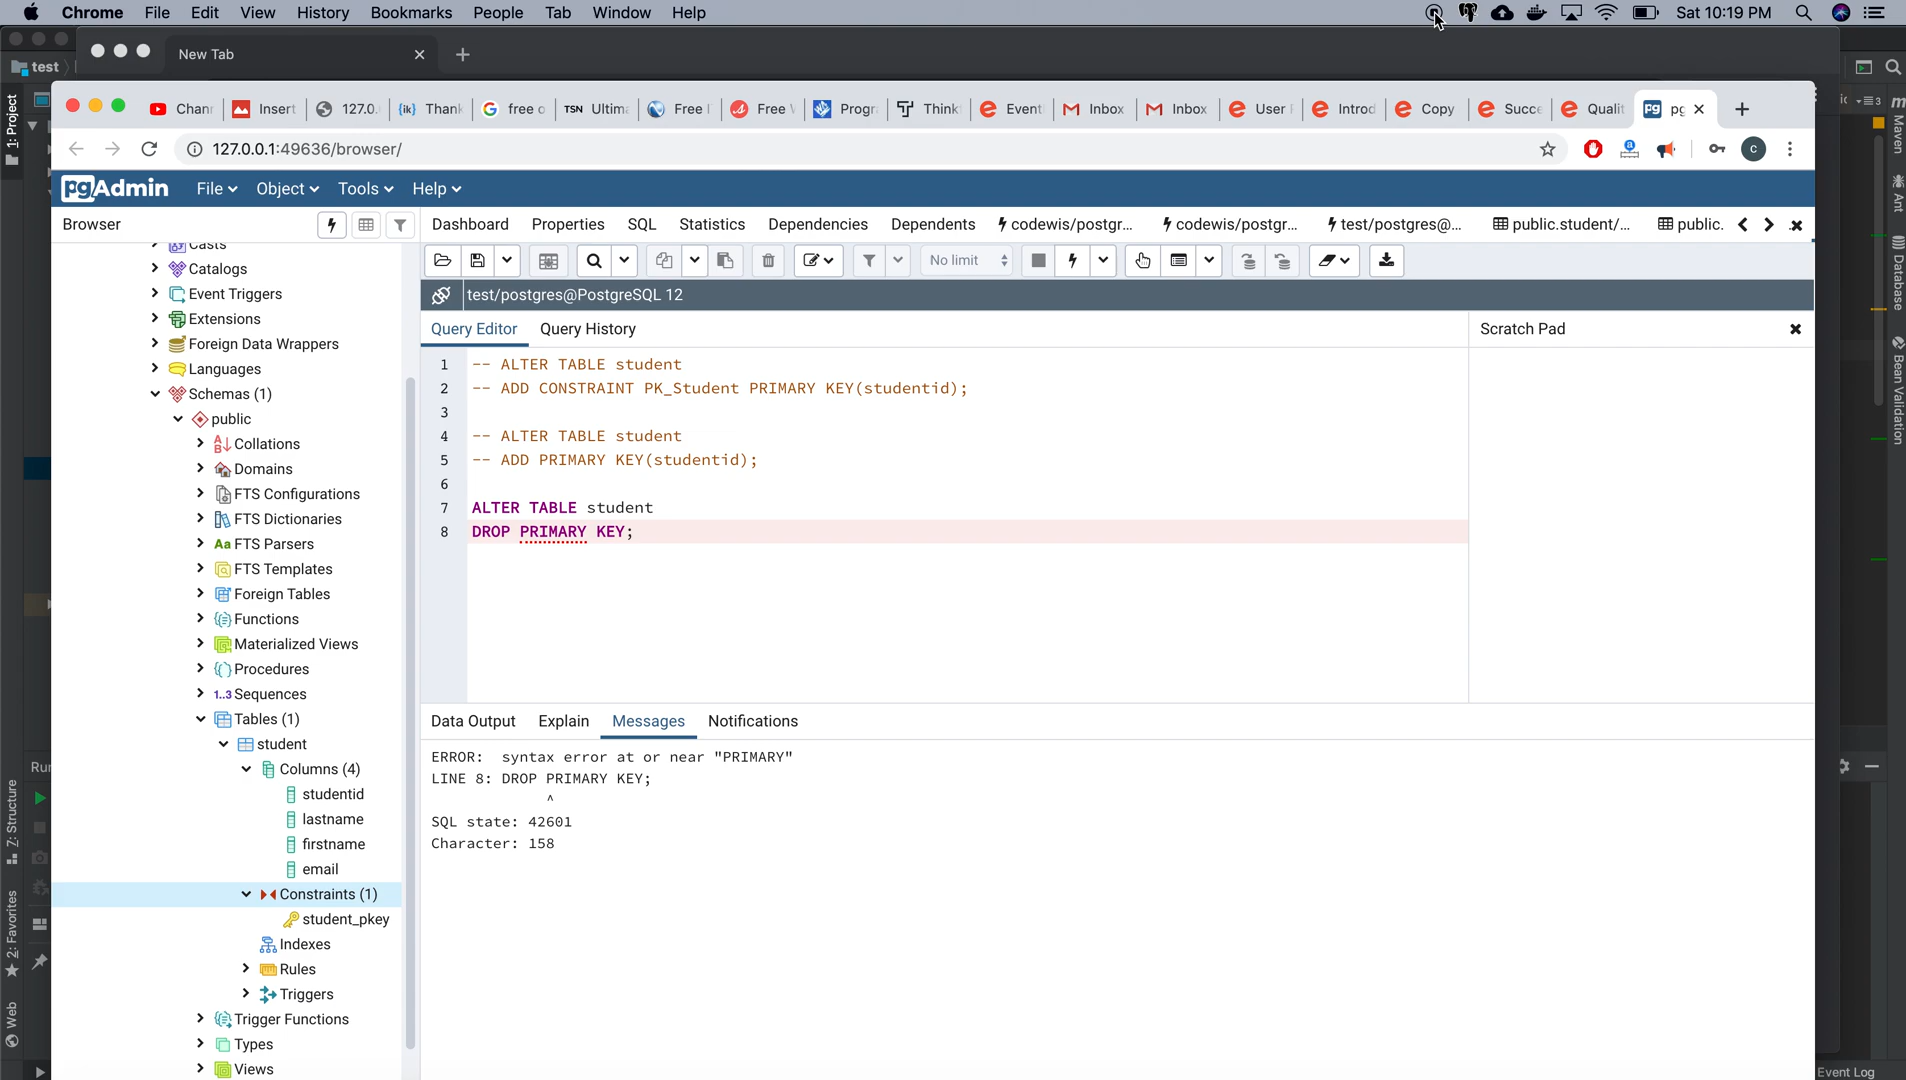 Chrome File Edit View History Bookmarks People Tab Window Help Sat 10:19 PM
New Tab
test
1: Project
Chann Insert 127.0. {ik} Thank free o TSN Ultima Free Free Progra Think Event Inbox Inbox User Introd Copy Succe Qualit pg
127.0.0.1:49636/browser/
pgAdmin File Object Tools Help
Browser
Dashboard Properties SQL Statistics Dependencies Dependents codewis/postgr... codewis/postgr... test/postgres@... public.student/... public.
No limit
test/postgres@PostgreSQL 12
Query Editor Query History
Scratch Pad
Casts
Catalogs
Event Triggers
Extensions
Foreign Data Wrappers
Languages
Schemas (1)
public
Collations
Domains
FTS Configurations
FTS Dictionaries
Aa FTS Parsers
FTS Templates
Foreign Tables
Functions
Materialized Views
Procedures
1..3 Sequences
Tables (1)
student
Columns (4)
studentid
lastname
firstname
email
Constraints (1)
student_pkey
Indexes
Rules
Triggers
Trigger Functions
Types
Views
1 -- ALTER TABLE student
2 -- ADD CONSTRAINT PK_Student PRIMARY KEY(studentid);
3
4 -- ALTER TABLE student
5 -- ADD PRIMARY KEY(studentid);
6
7 ALTER TABLE student
8 DROP PRIMARY KEY;
Data Output Explain Messages Notifications
ERROR: syntax error at or near "PRIMARY"
LINE 8: DROP PRIMARY KEY;
^
SQL state: 42601
Character: 158
Maven
Ant
Database
Bean Validation
Run
Z: Structure
2: Favorites
Web
Event Log